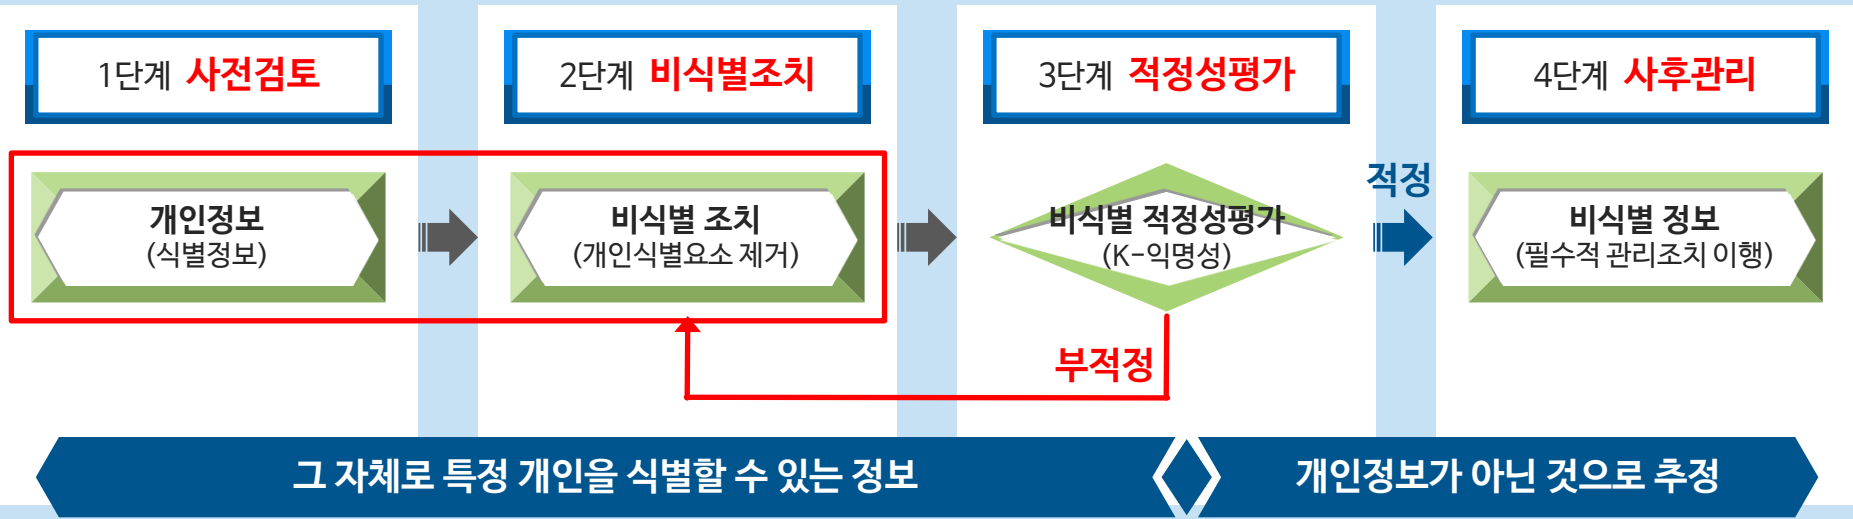 1단계 사전검토
2단계 비식별조치
3단계 적정성평가
4단계 사후관리
개인정보
(식별정보)
비식별 조치
(개인식별요소 제거)
비식별 적정성평가
(K-익명성)
적정
비식별 정보
(필수적 관리조치 이행)
부적정
그 자체로 특정 개인을 식별할 수 있는 정보
개인정보가 아닌 것으로 추정